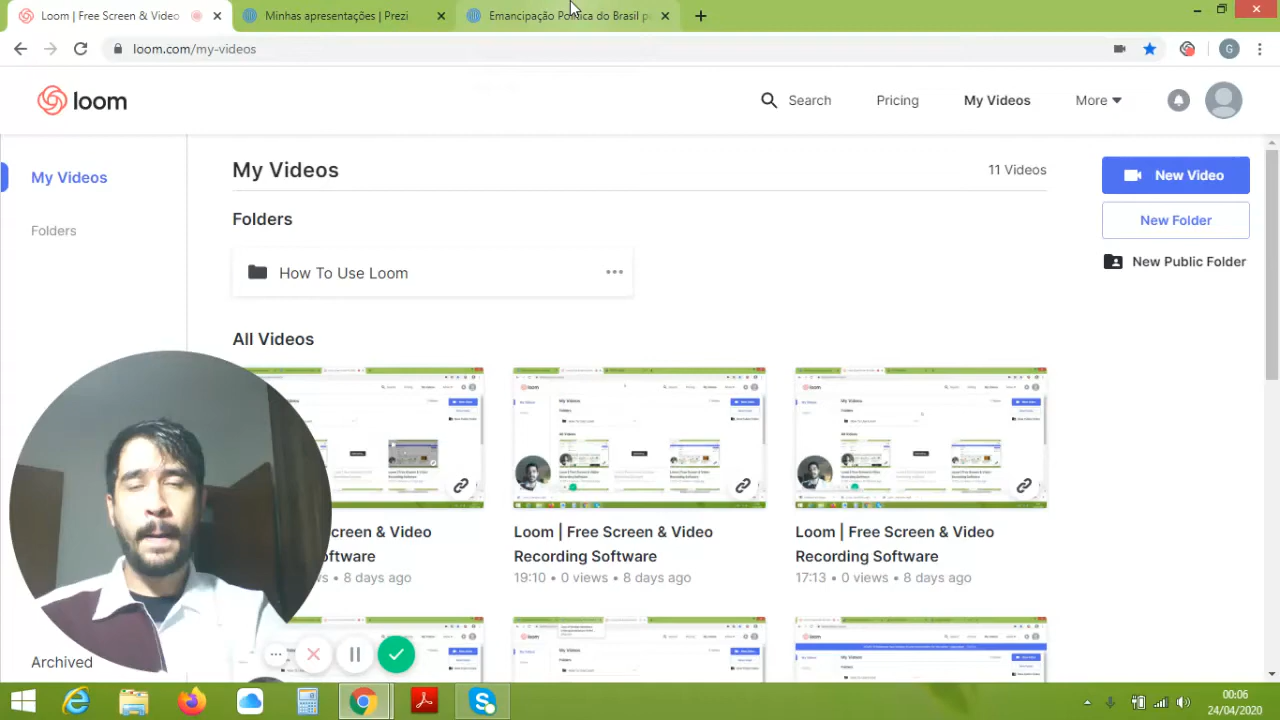 Loom | Free Screen & Video
Minhas apresentações | Prezi
Emancipação Política do Brasil
loom.com/my-videos
G
loom
Search
Pricing
My Videos
More
My Videos
Folders
Archived
My Videos
11 Videos
New Video
New Folder
New Public Folder
Folders
How To Use Loom
All Videos
creen & Video
oftware
8 days ago
Loom | Free Screen & Video
Recording Software
19:10 • 0 views • 8 days ago
Loom | Free Screen & Video
Recording Software
17:13 • 0 views • 8 days ago
00:06
24/04/2020